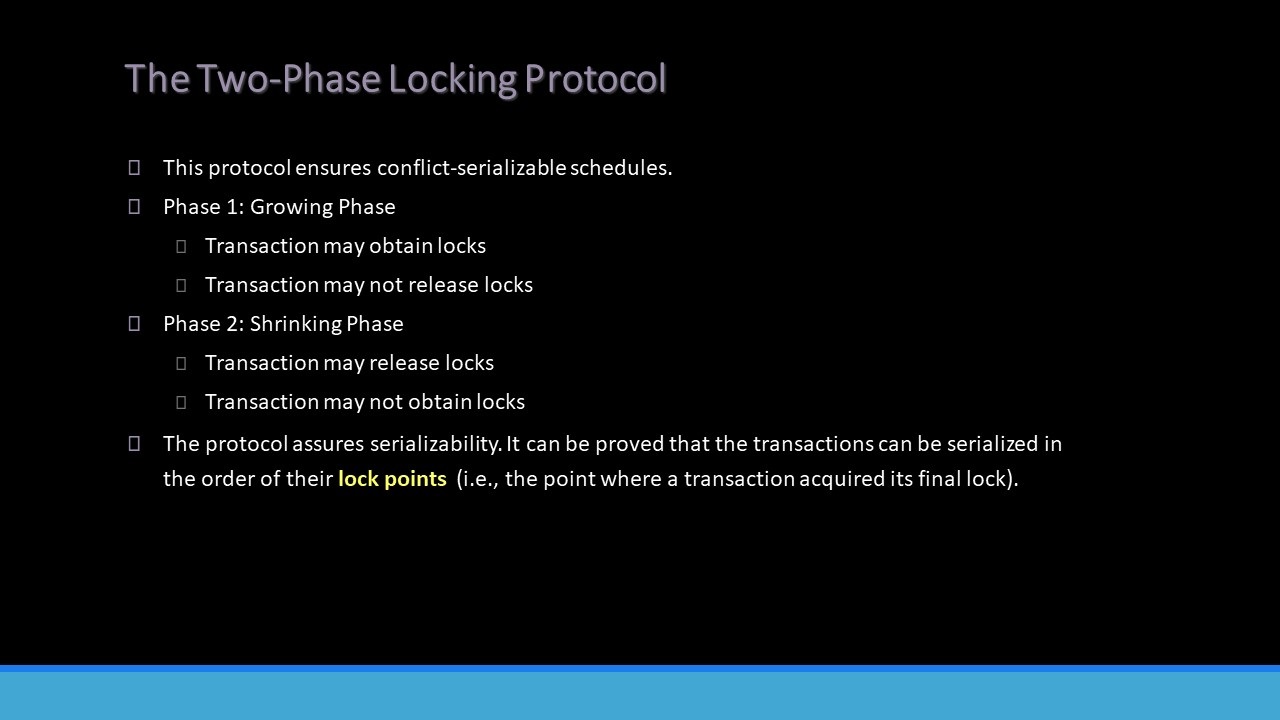 The Two-Phase Locking Protocol
This protocol ensures conflict-serializable schedules.
Phase 1: Growing Phase
Transaction may obtain locks
Transaction may not release locks
Phase 2: Shrinking Phase
Transaction may release locks
Transaction may not obtain locks
The protocol assures serializability. It can be proved that the transactions can be serialized in
the order of their lock points (i.e., the point where a transaction acquired its final lock).